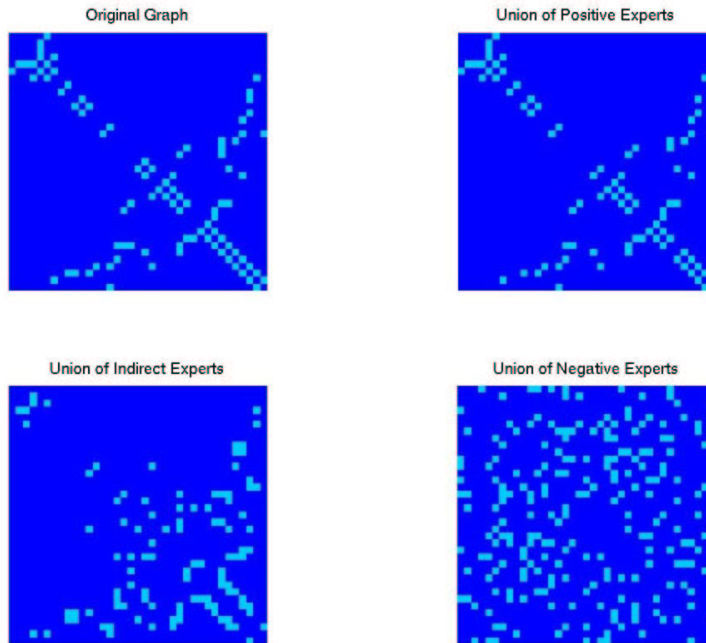 Original Graph
Union of Positive Experts
Union of Indirect Experts
Union of Negative Experts